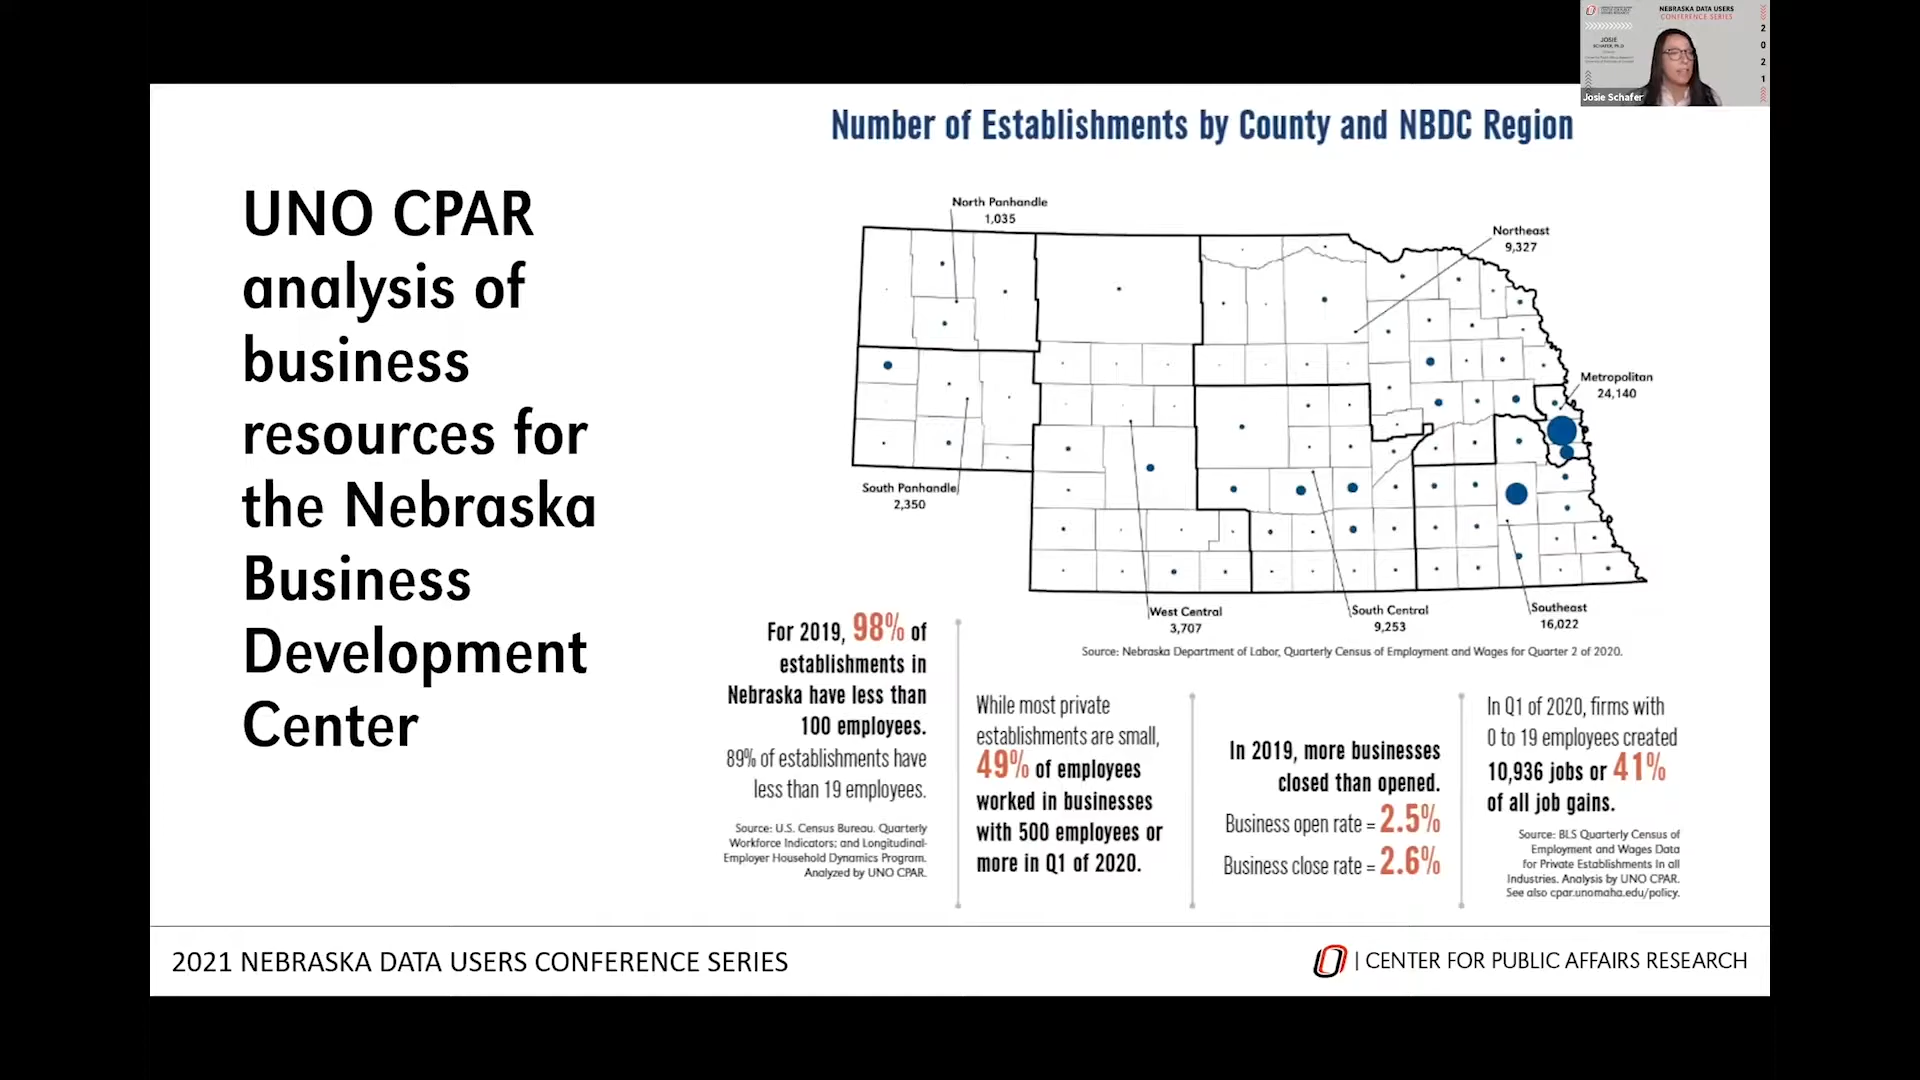 NEBRASKA DATA USERS
CONFERENCE SERIES
2
0
2
1
JOSIE
SCHAFER, Ph.D.
Josie Schafer
Number of Establishments by County and NBDC Region
UNO CPAR
analysis of
business
resources for
the Nebraska
Business
Development
Center
North Panhandle
1,035
Northeast
9,327
Metropolitan
24,140
South Panhandle
2,350
West Central
3,707
South Central
9,253
Southeast
16,022
Source: Nebraska Department of Labor, Quarterly Census of Employment and Wages for Quarter 2 of 2020.
For 2019, 98% of
establishments in
Nebraska have less than
100 employees.
89% of establishments have
less than 19 employees.
Source: U.S. Census Bureau. Quarterly
Workforce Indicators; and Longitudinal-
Employer Household Dynamics Program.
Analyzed by UNO CPAR.
While most private
establishments are small,
49% of employees
worked in businesses
with 500 employees or
more in Q1 of 2020.
In 2019, more businesses
closed than opened.
Business open rate = 2.5%
Business close rate = 2.6%
In Q1 of 2020, firms with
0 to 19 employees created
10,936 jobs or 41%
of all job gains.
Source: BLS Quarterly Census of
Employment and Wages Data
for Private Establishments in all
Industries. Analysis by UNO CPAR.
See also cpar.unomaha.edu/policy.
2021 NEBRASKA DATA USERS CONFERENCE SERIES
O | CENTER FOR PUBLIC AFFAIRS RESEARCH